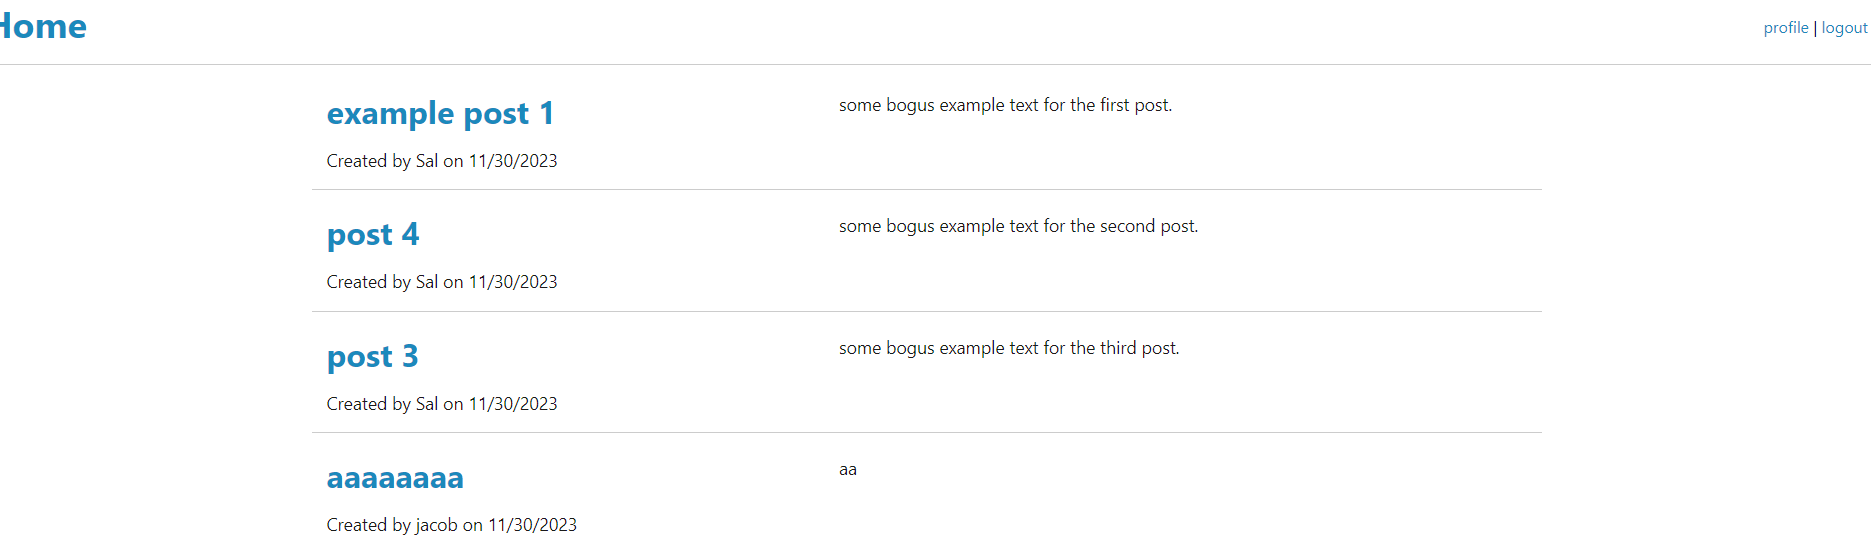 Home
profile | logout
example post 1
some bogus example text for the first post.
Created by Sal on 11/30/2023
post 4
some bogus example text for the second post.
Created by Sal on 11/30/2023
post 3
some bogus example text for the third post.
Created by Sal on 11/30/2023
aaaaaaaa
aa
Created by jacob on 11/30/2023